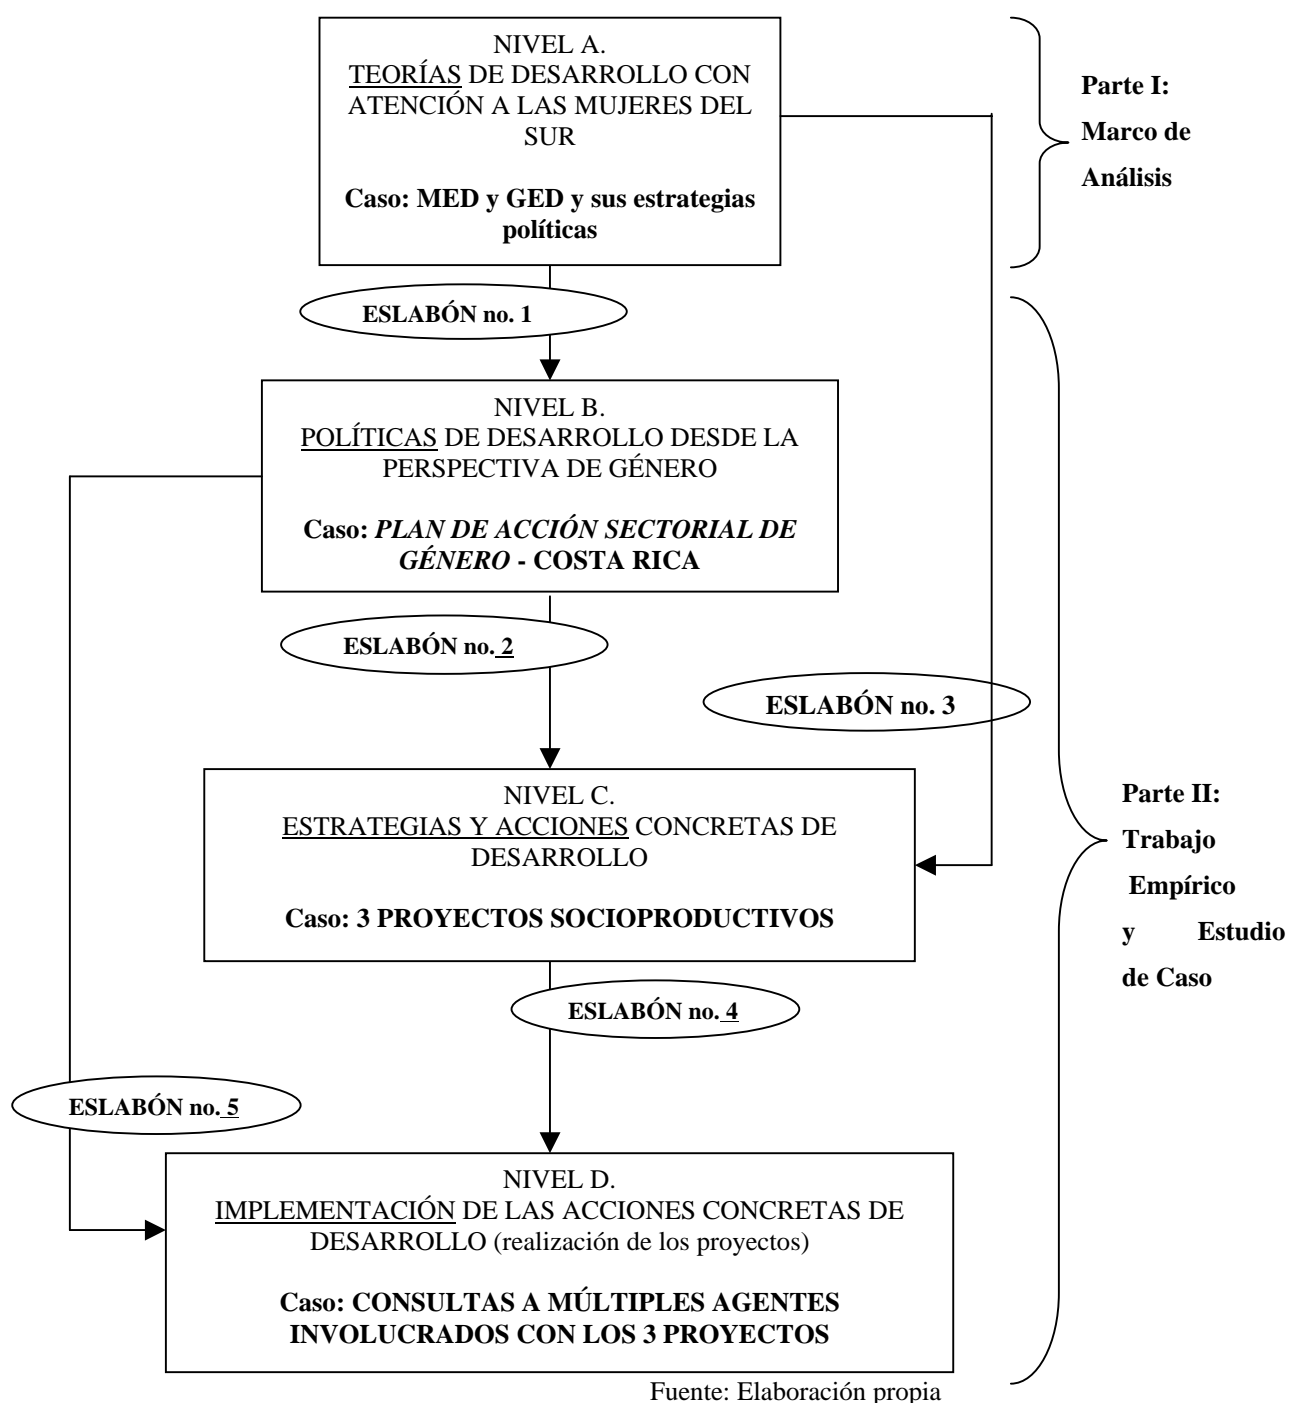 NIVEL A.
TEORÍAS DE DESARROLLO CON
ATENCIÓN A LAS MUJERES DEL
SUR
Caso: MED y GED y sus estrategias
políticas
Parte I:
Marco de
Análisis
ESLABÓN no. 1
NIVEL B.
POLÍTICAS DE DESARROLLO DESDE LA
PERSPECTIVA DE GÉNERO
Caso: PLAN DE ACCIÓN SECTORIAL DE
GÉNERO - COSTA RICA
ESLABÓN no. 2
ESLABÓN no. 3
NIVEL C.
ESTRATEGIAS Y ACCIONES CONCRETAS DE
DESARROLLO
Caso: 3 PROYECTOS SOCIOPRODUCTIVOS
Parte II:
Trabajo
Empírico
y Estudio
de Caso
ESLABÓN no. 4
ESLABÓN no. 5
NIVEL D.
IMPLEMENTACIÓN DE LAS ACCIONES CONCRETAS DE
DESARROLLO (realización de los proyectos)
Caso: CONSULTAS A MÚLTIPLES AGENTES
INVOLUCRADOS CON LOS 3 PROYECTOS
Fuente: Elaboración propia